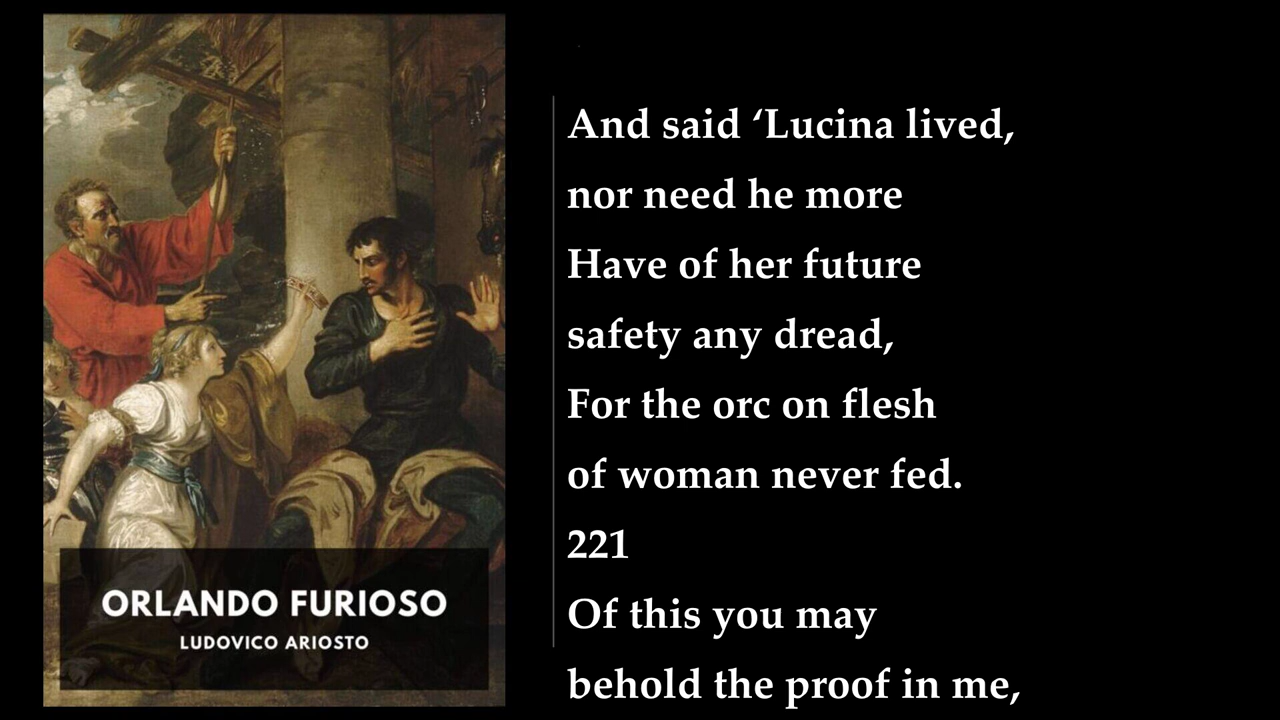 ORLANDO FURIOSO
LUDOVICO ARIOSTO
And said ‘Lucina lived,
nor need he more
Have of her future
safety any dread,
For the orc on flesh
of woman never fed.
221
Of this you may
behold the proof in me,